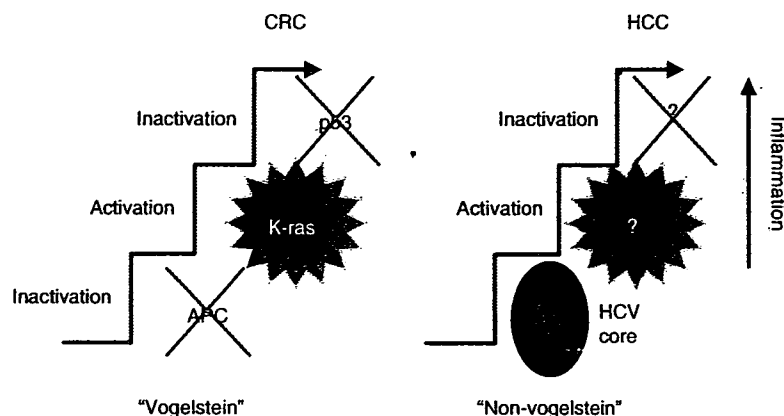 CRC
Inactivation
p53
Activation
K-ras
Inactivation
APC
"Vogelstein"
HCC
Inactivation
?
Activation
?
HCV
core
Inflammation
"Non-vogelstein"